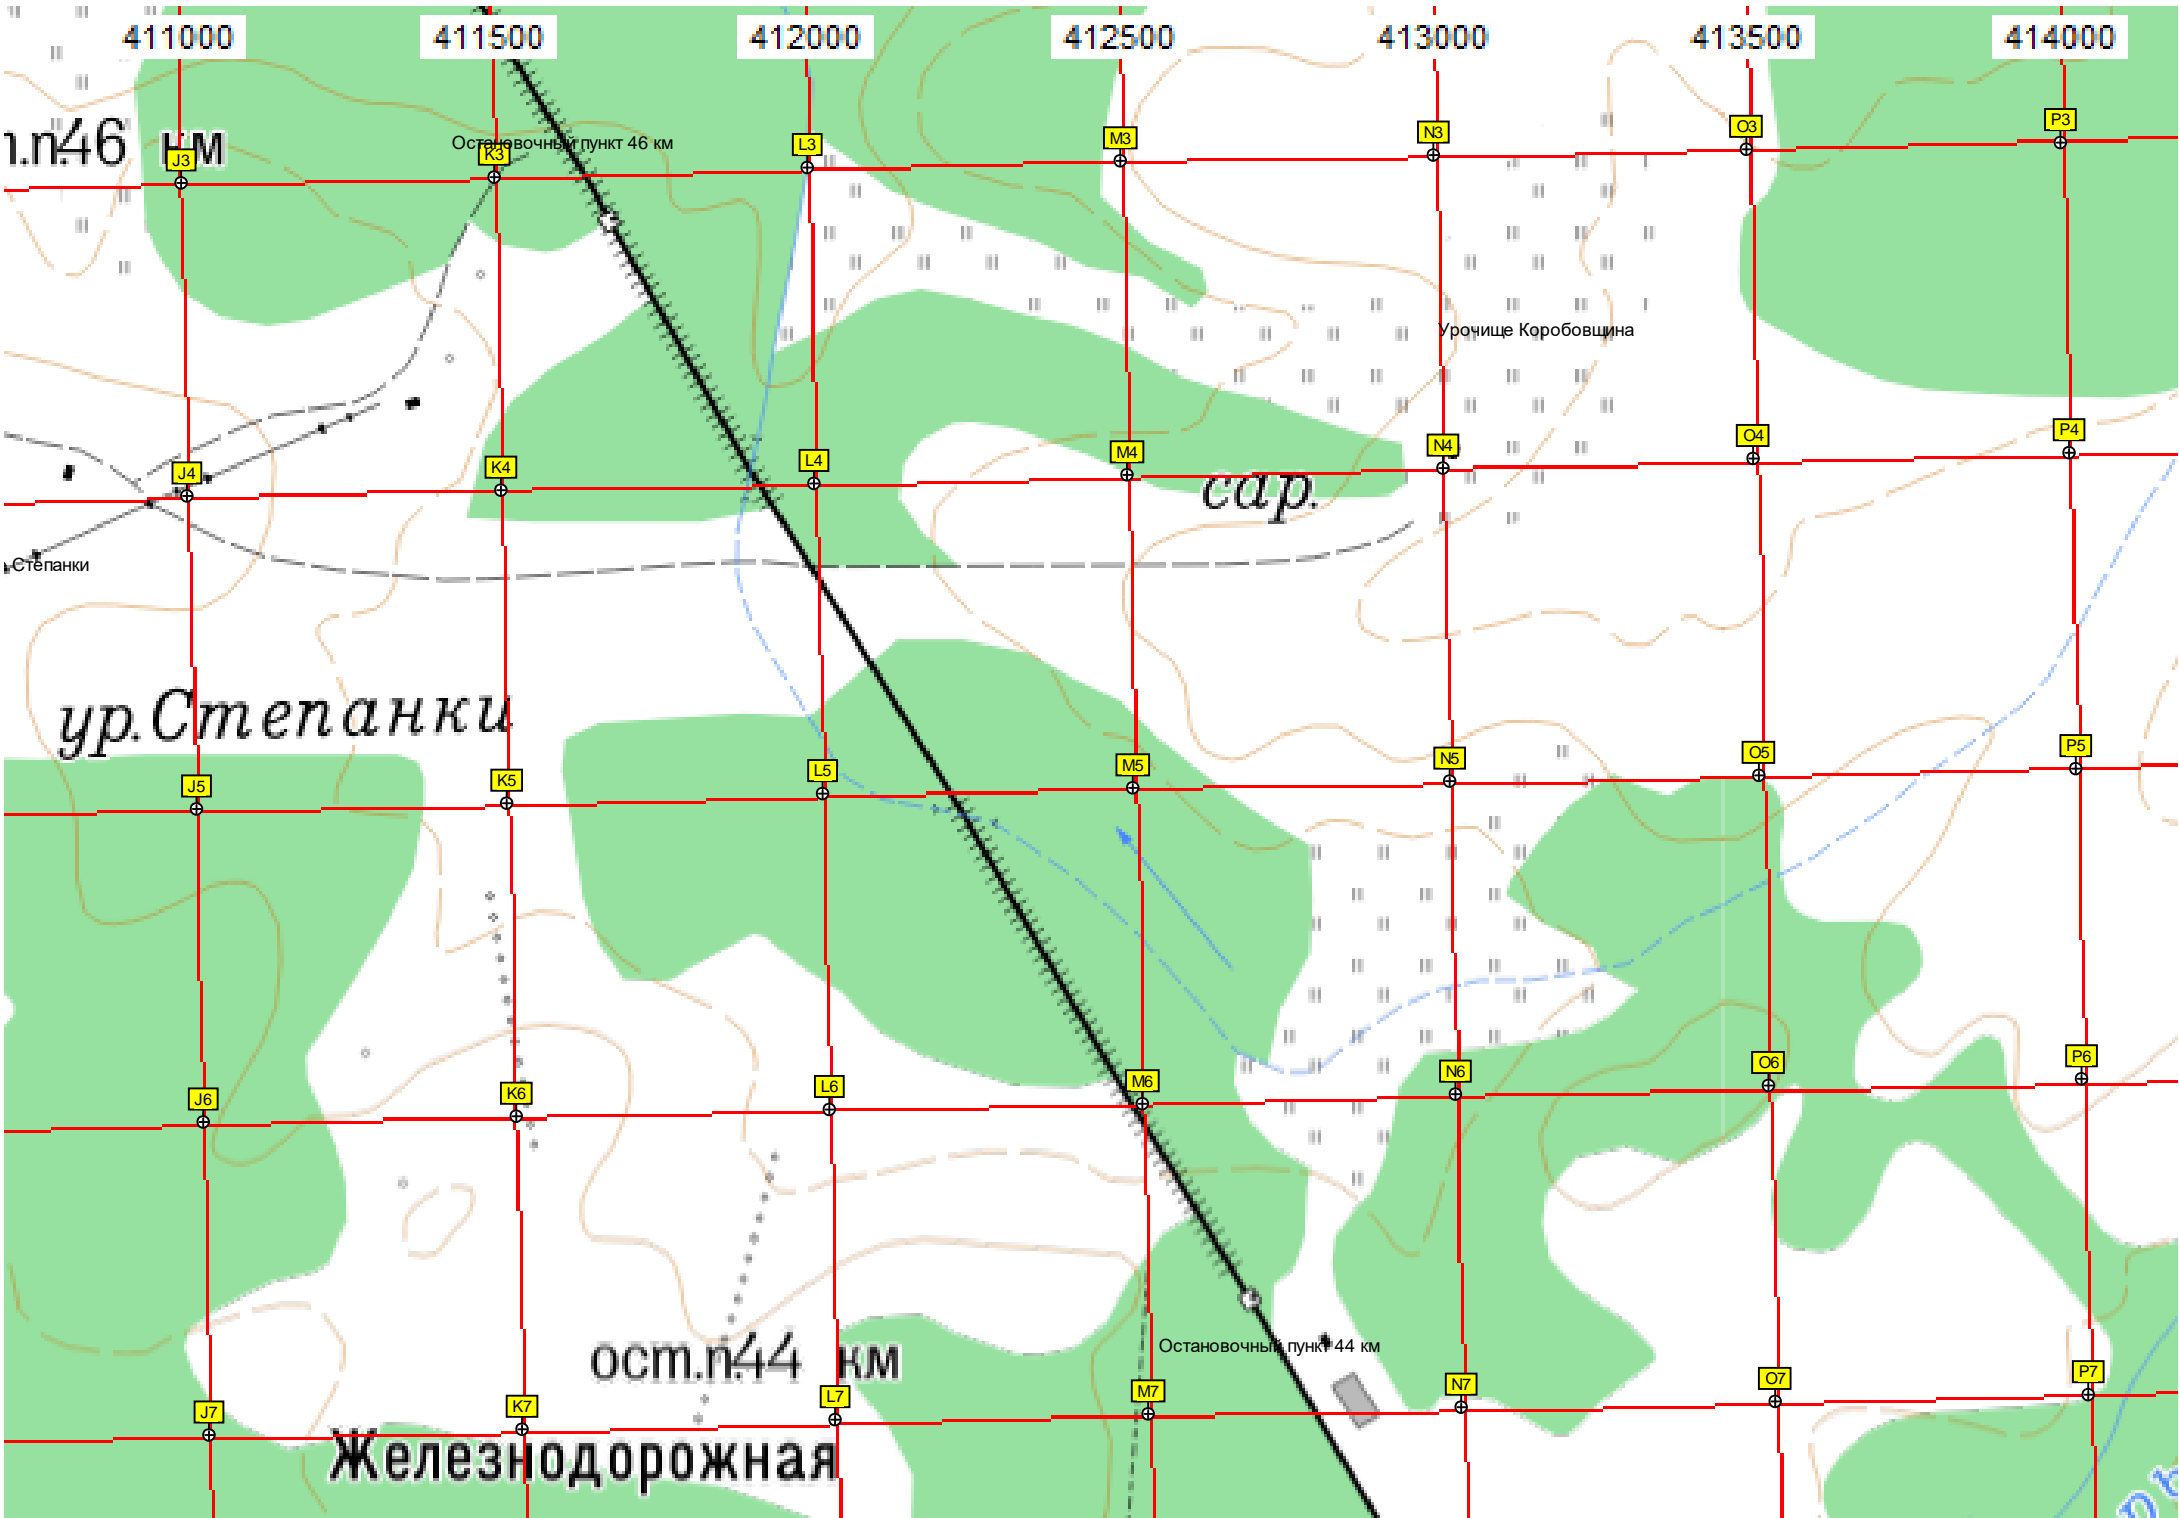 411000 411500 412000 412500 413000 413500 414000
.п.46 км
Остановочный пункт 46 км
J3 K3 L3 M3 N3 O3 P3
Урочище Коробовщина
J4 K4 L4 M4 N4 O4 P4
сар.
Степанки
ур.Степанки
J5 K5 L5 M5 N5 O5 P5
J6 K6 L6 M6 N6 O6 P6
Остановочный пункт 44 км
ост.п.44 км
J7 K7 L7 M7 N7 O7 P7
Железнодорожная